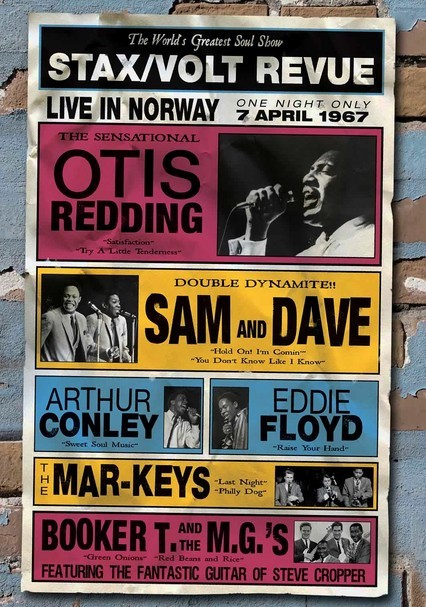 The World's Greatest Soul Show
STAX/VOLT REVUE
LIVE IN NORWAY
ONE NIGHT ONLY
7 APRIL 1967
THE SENSATIONAL
OTIS
REDDING
"Satisfaction"
"Try A Little Tenderness"
DOUBLE DYNAMITE!!
SAM AND DAVE
"Hold On! I'm Comin'"
"You Don't Know Like I Know"
ARTHUR
CONLEY
"Sweet Soul Music"
EDDIE
FLOYD
"Raise Your Hand"
THE MAR-KEYS
"Last Night"
"Philly Dog"
BOOKER T. AND THE M.G.'S
"Green Onions" "Red Beans and Rice"
FEATURING THE FANTASTIC GUITAR OF STEVE CROPPER